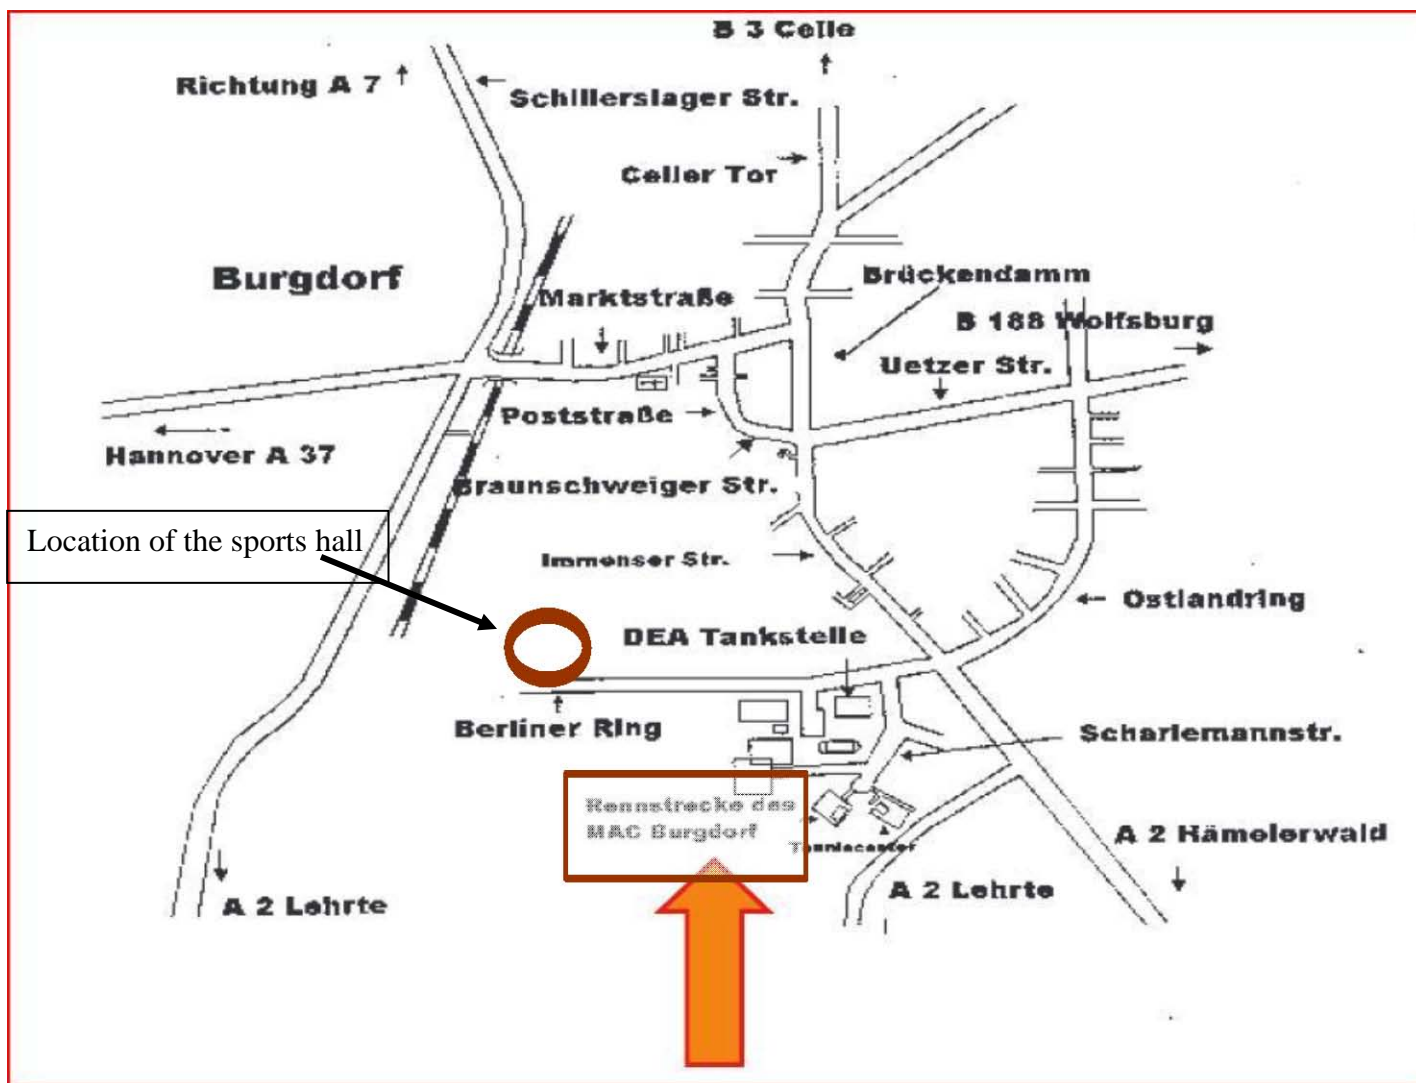 B 3 Celle
Richtung A 7
Schillerslager Str.
Celler Tor
Burgdorf
Brückendamm
Marktstraße
B 188 Wolfsburg
Uetzer Str.
Poststraße
Hannover A 37
Braunschweiger Str.
Location of the sports hall
Immenser Str.
Ostlandring
DEA Tankstelle
Berliner Ring
Scharlemannstr.
Rennstrecke des
MAC Burgdorf
A 2 Hämelerwald
Tenniscenter
A 2 Lehrte
A 2 Lehrte